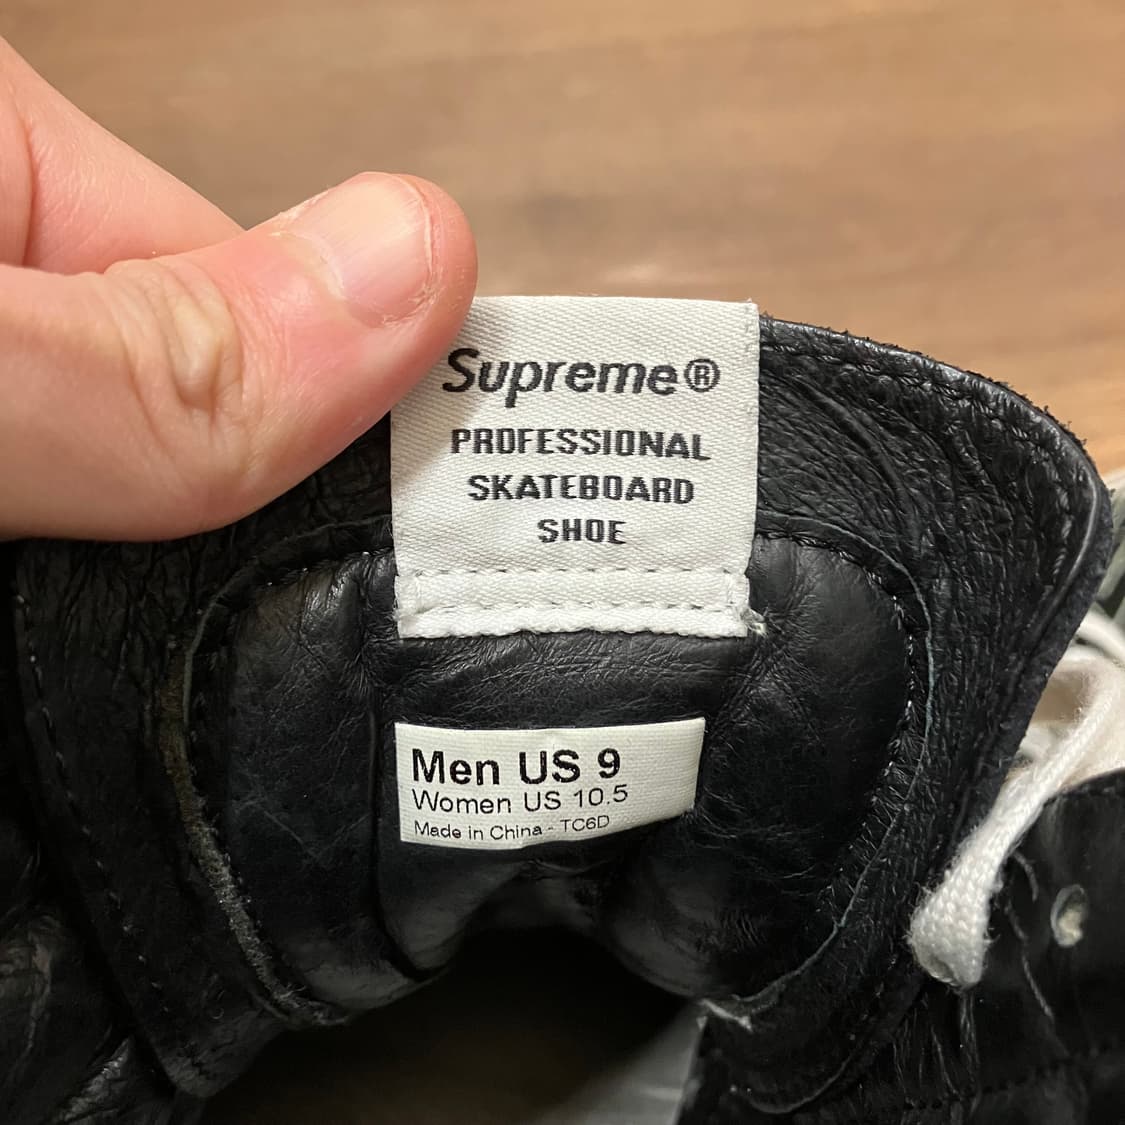 Supreme®
PROFESSIONAL
SKATEBOARD
SHOE
Men US 9
Women US 10.5
Made in China - TC6D